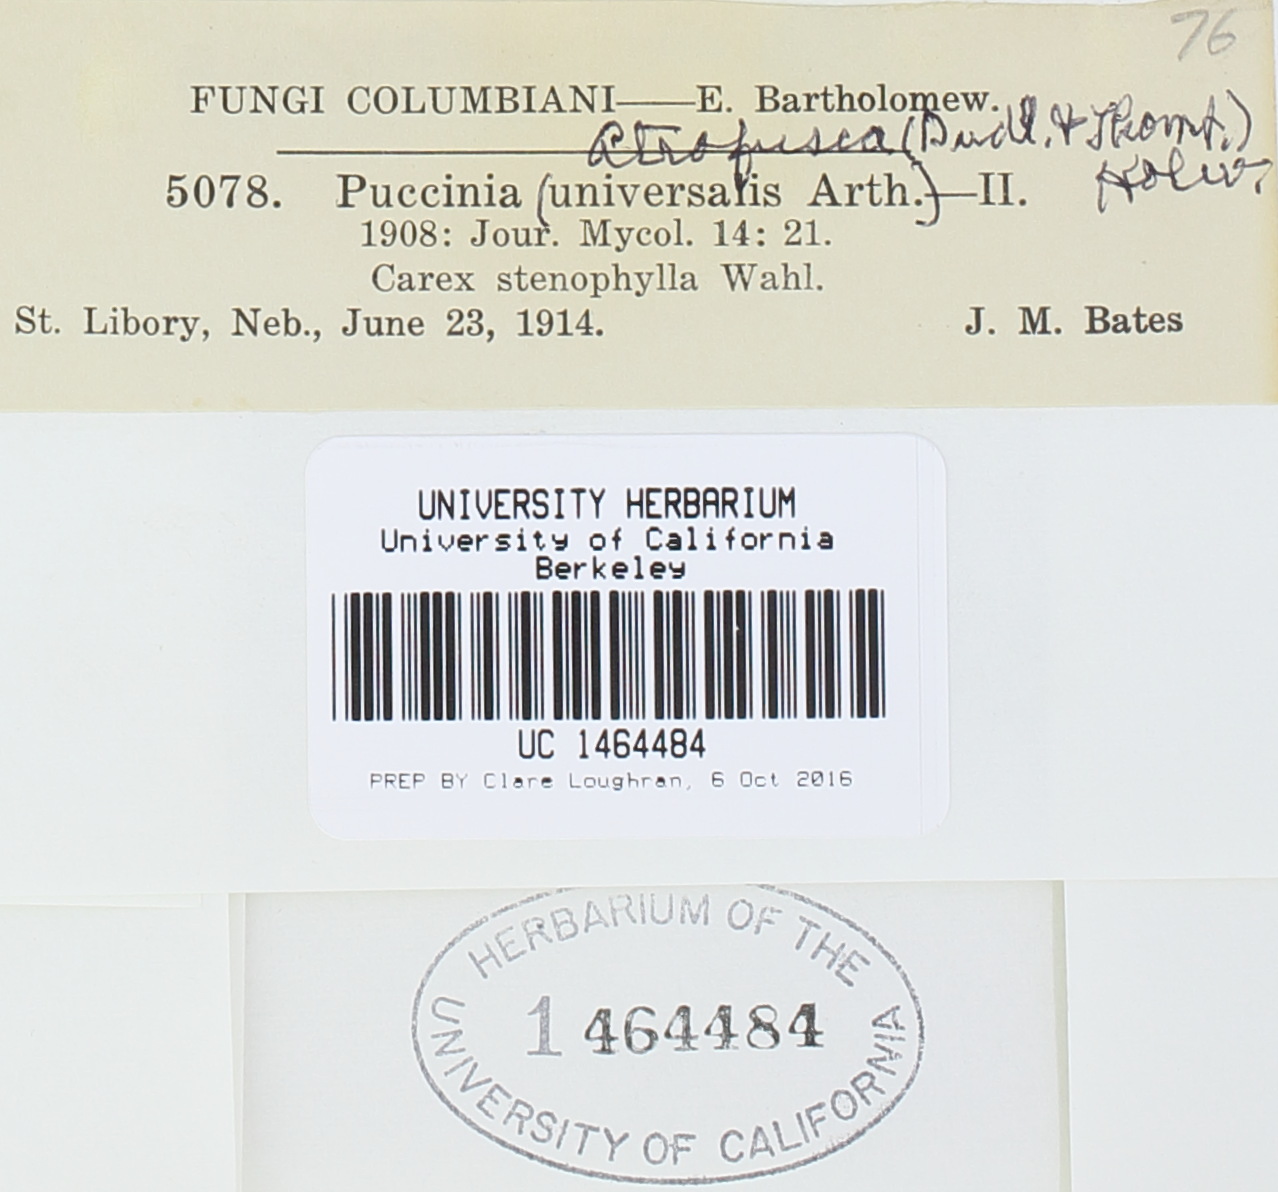 76
FUNGI COLUMBIANI——E. Bartholomew.
atrofusca (Dudl. & Thomp.)
Holw.
5078. Puccinia (universalis Arth.)—II.
1908: Jour. Mycol. 14: 21.
Carex stenophylla Wahl.
St. Libory, Neb., June 23, 1914. J. M. Bates
UNIVERSITY HERBARIUM
University of California
Berkeley
UC 1464484
PREP BY Clare Loughran, 6 Oct 2016
HERBARIUM OF THE
1464484
UNIVERSITY OF CALIFORNIA